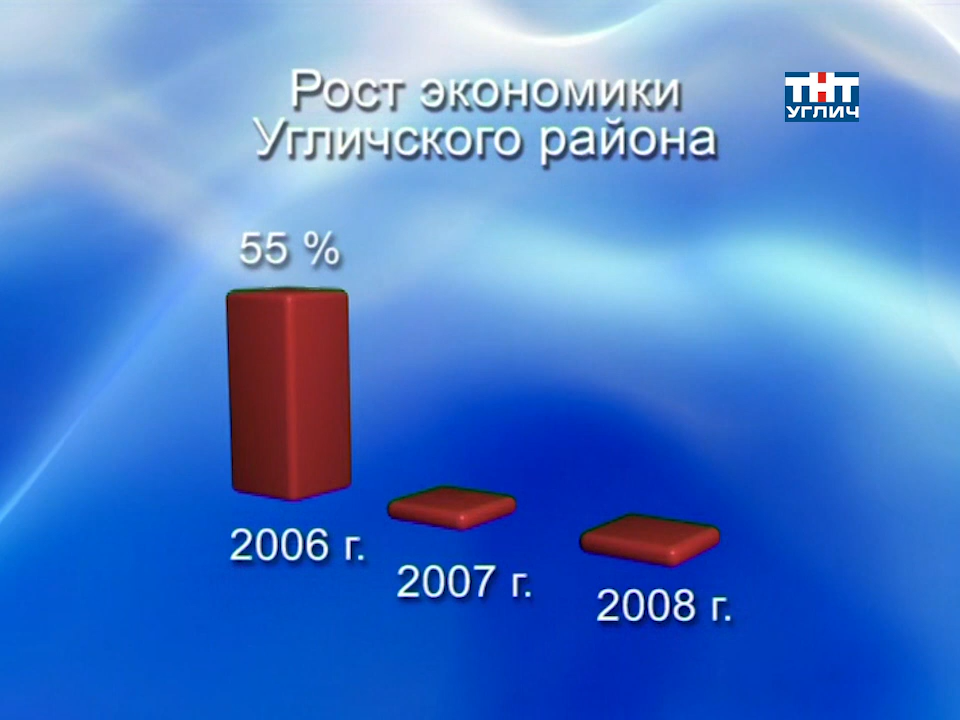 Рост экономики
Угличского района
ТНТ
УГЛИЧ
55 %
2006 г.
2007 г.
2008 г.